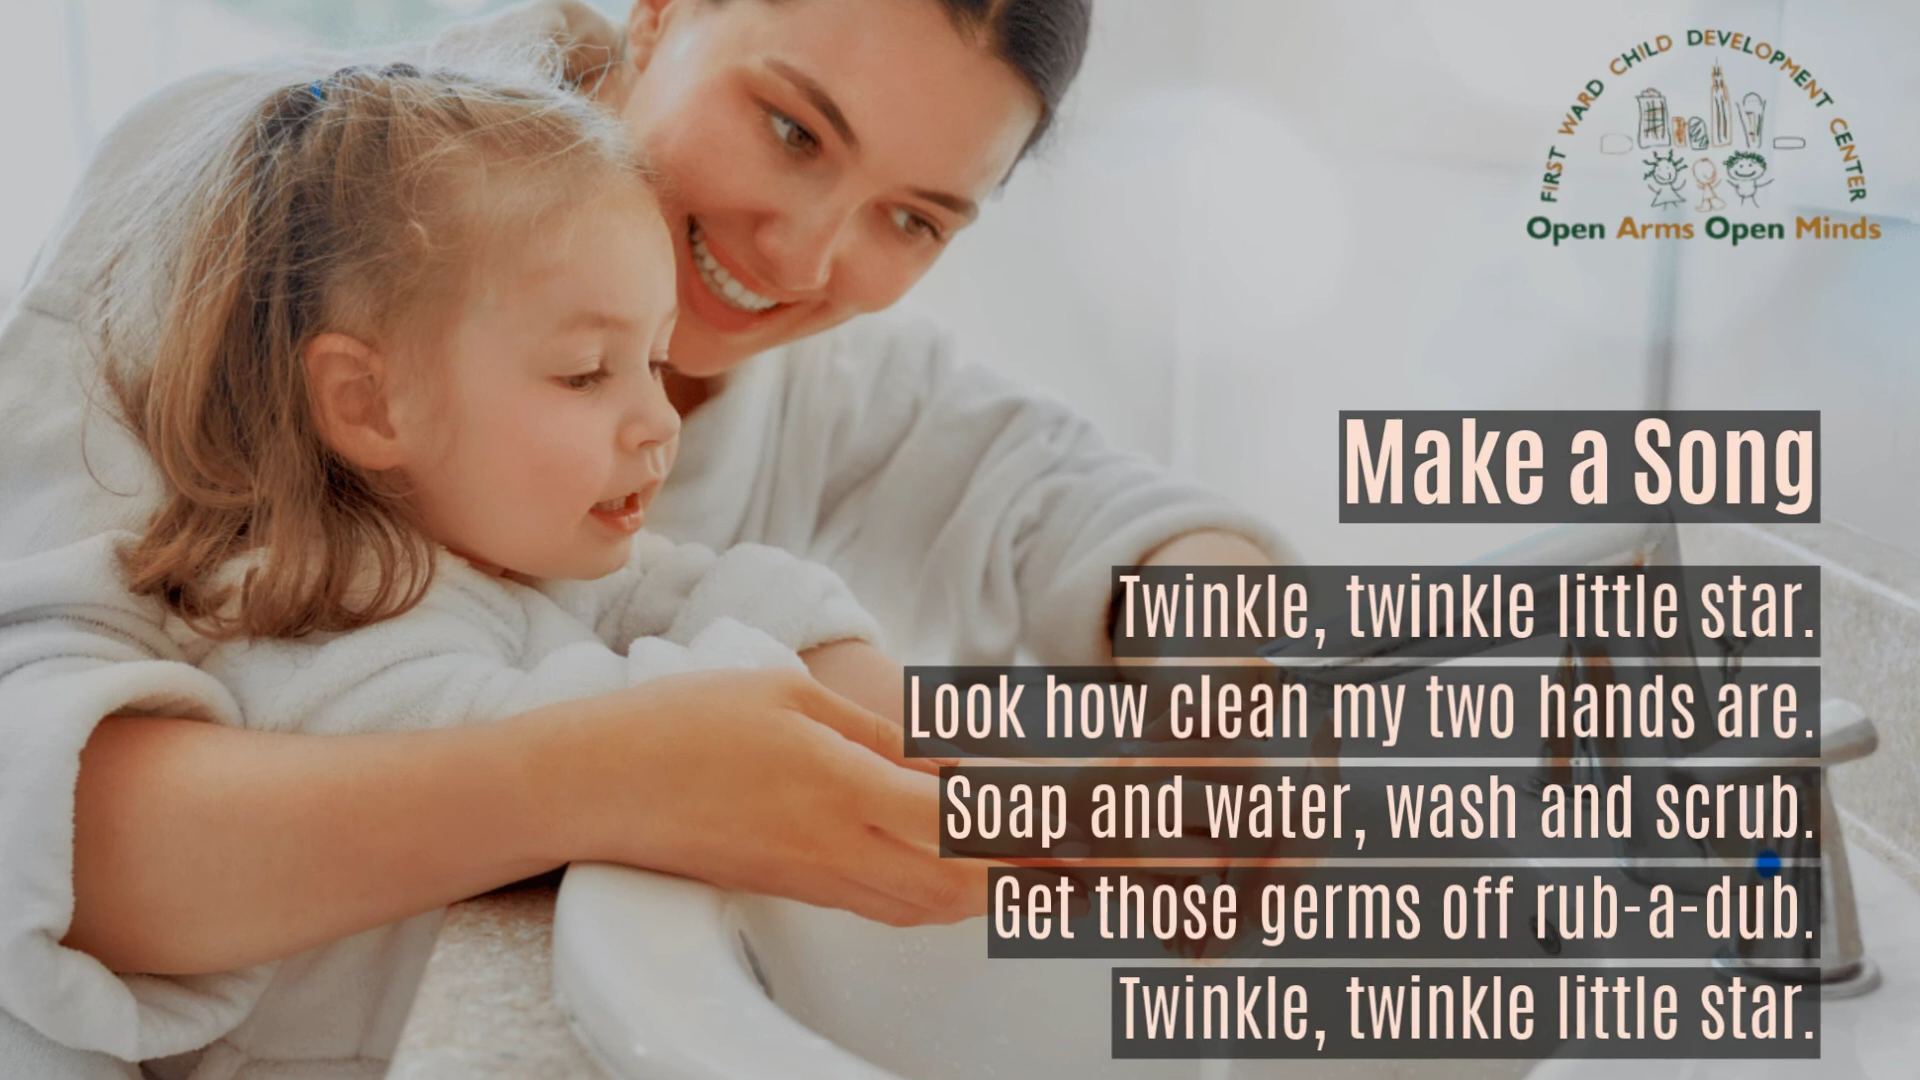 FIRST WARD CHILD DEVELOPMENT CENTER
Open Arms Open Minds
Make a Song
Twinkle, twinkle little star.
Look how clean my two hands are.
Soap and water, wash and scrub.
Get those germs off rub-a-dub.
Twinkle, twinkle little star.